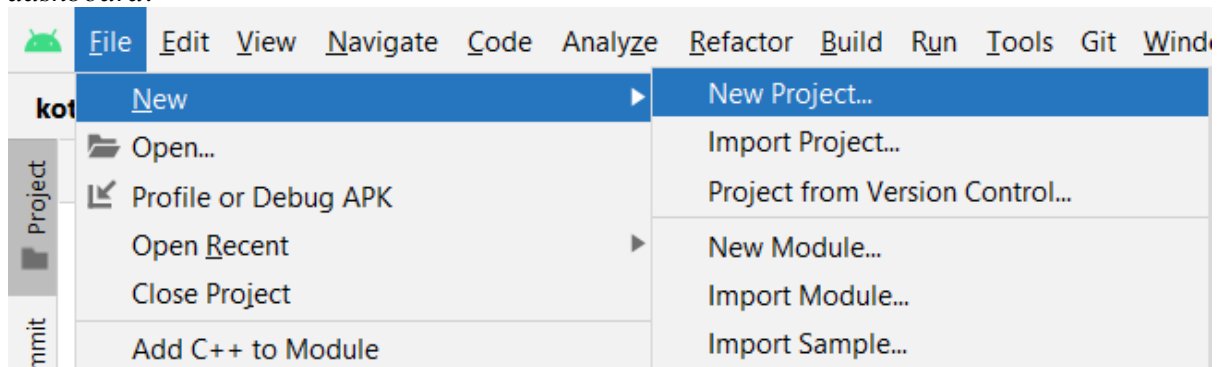 dashboard.
File Edit View Navigate Code Analyze Refactor Build Run Tools Git
kot
New
Open...
Profile or Debug APK
Open Recent
Close Project
Add C++ to Module
New Project...
Import Project...
Project from Version Control...
New Module...
Import Module...
Import Sample...
Project